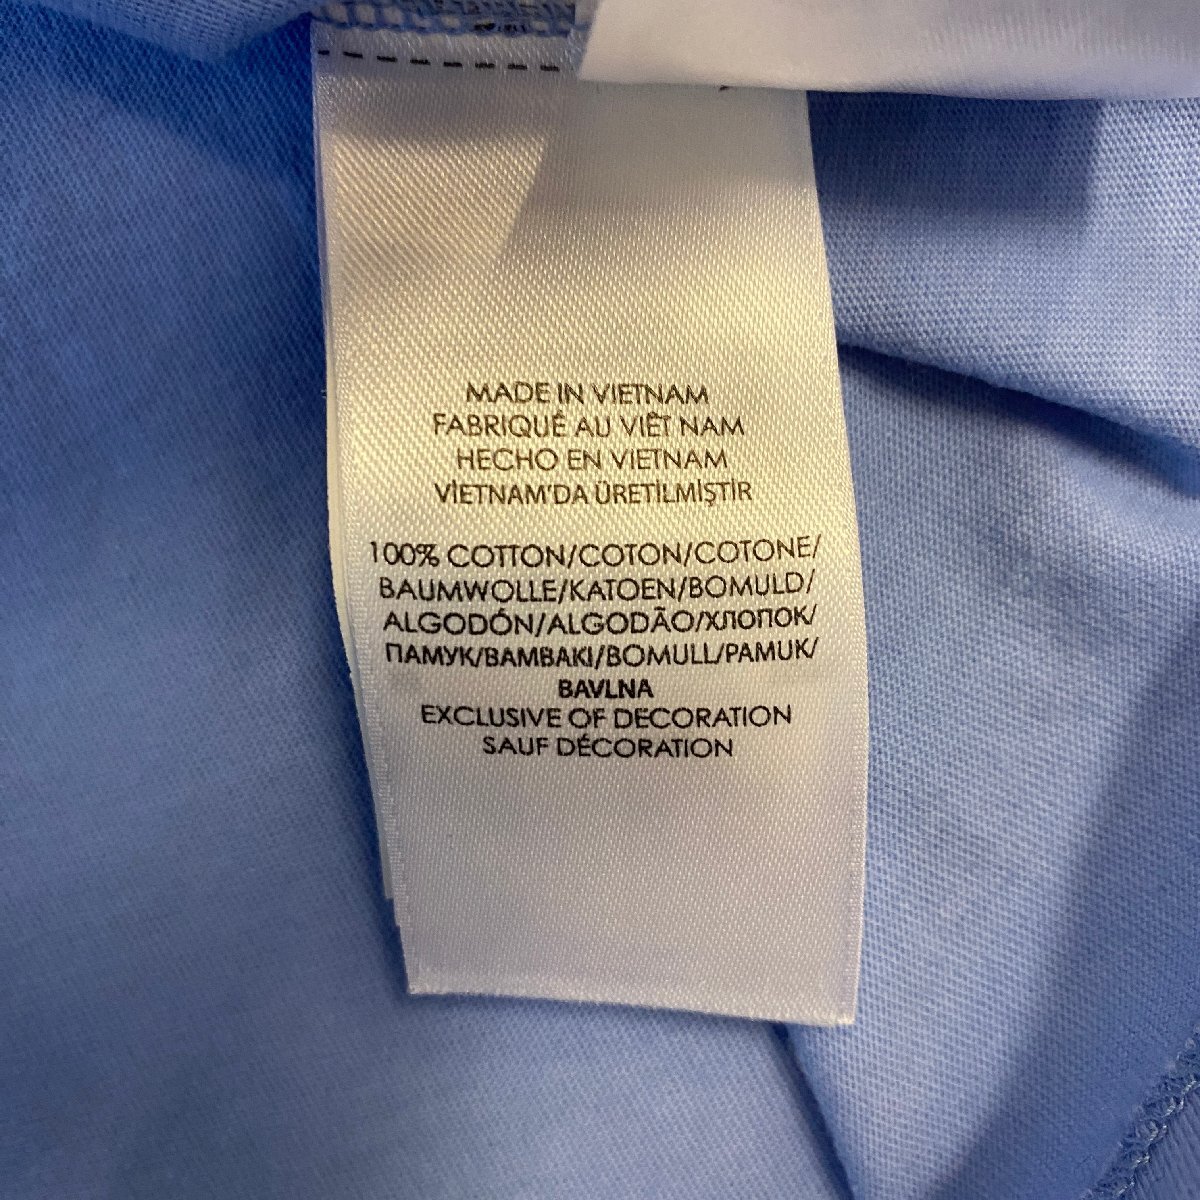 MADE IN VIETNAM
FABRIQUÉ AU VIÊT NAM
HECHO EN VIETNAM
VİETNAM'DA ÜRETİLMİŞTİR
100% COTTON/COTON/COTONE/
BAUMWOLLE/KATOEN/BOMULD/
ALGODÓN/ALGODÃO/ХЛОПОК/
ПАМУК/ΒΑΜΒΑΚΙ/BOMULL/PAMUK/
BAVLNA
EXCLUSIVE OF DECORATION
SAUF DÉCORATION